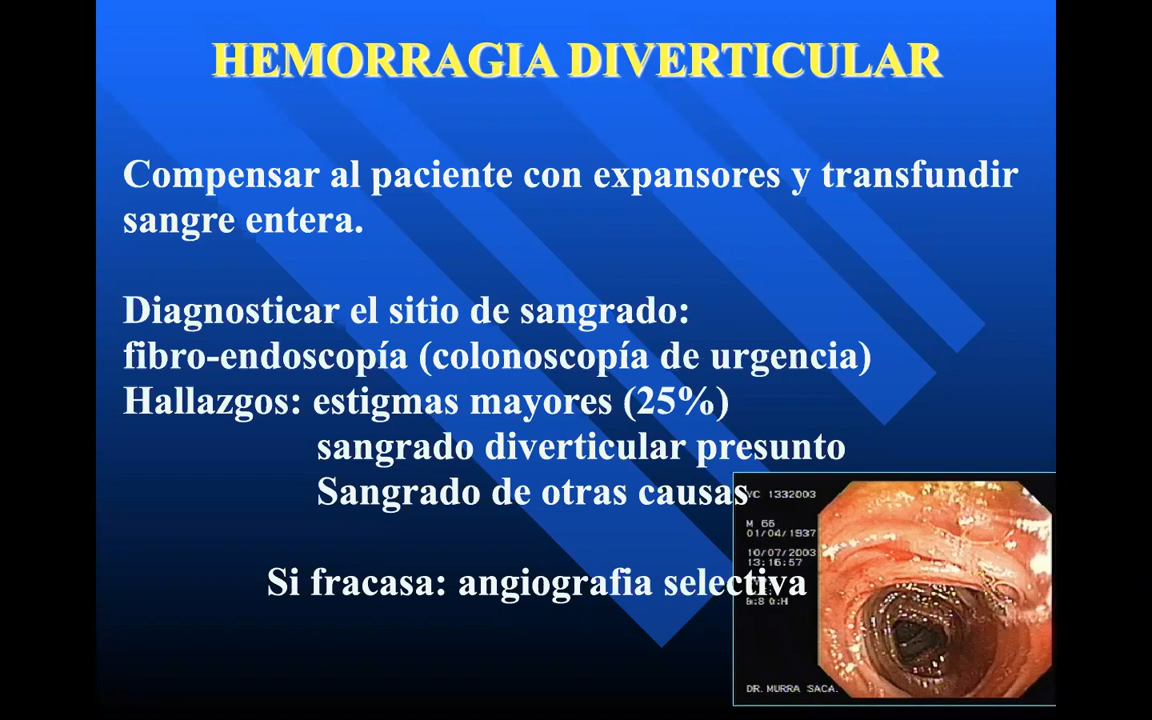 HEMORRAGIA DIVERTICULAR
Compensar al paciente con expansores y transfundir
sangre entera.
Diagnosticar el sitio de sangrado:
fibro-endoscopía (colonoscopía de urgencia)
Hallazgos: estigmas mayores (25%)
sangrado diverticular presunto
Sangrado de otras causas
Si fracasa: angiografia selectiva
VC 1332003
M 66
01/04/1937
10/07/2003
13:16:57
DR. MURRA SACA.